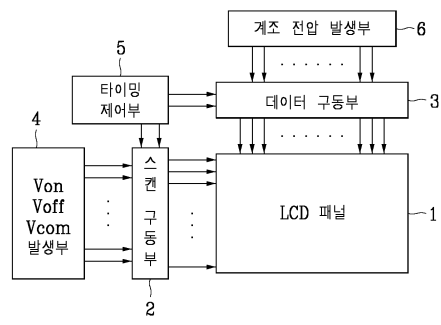 계조 전압 발생부
6
5
타이밍
제어부
데이터 구동부
3
4
Von
Voff
Vcom
발생부
스
캔
구
동
부
LCD 패널
1
2